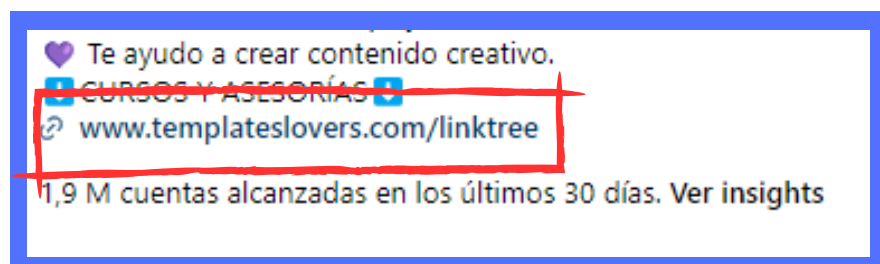 💜 Te ayudo a crear contenido creativo.
⬇️CURSOS Y ASESORÍAS⬇️
www.templateslovers.com/linktree
1,9 M cuentas alcanzadas en los últimos 30 días. Ver insights